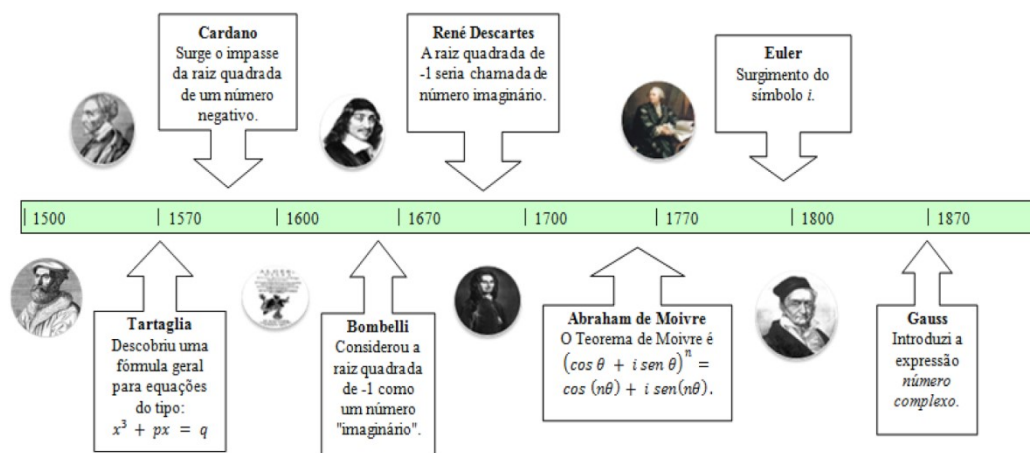 Cardano
Surge o impasse
da raiz quadrada
de um número
negativo.
René Descartes
A raiz quadrada de
-1 seria chamada de
número imaginário.
Euler
Surgimento do
símbolo i.
| 1500 | 1570 | 1600 | 1670 | 1700 | 1770 | 1800 | 1870
Tartaglia
Descobriu uma
fórmula geral
para equações
do tipo:
x³ + px = q
Bombelli
Considerou a
raiz quadrada
de -1 como
um número
"imaginário".
Abraham de Moivre
O Teorema de Moivre é
(cos θ + i sen θ)ⁿ =
cos (nθ) + i sen(nθ).
Gauss
Introduzi a
expressão
número
complexo.